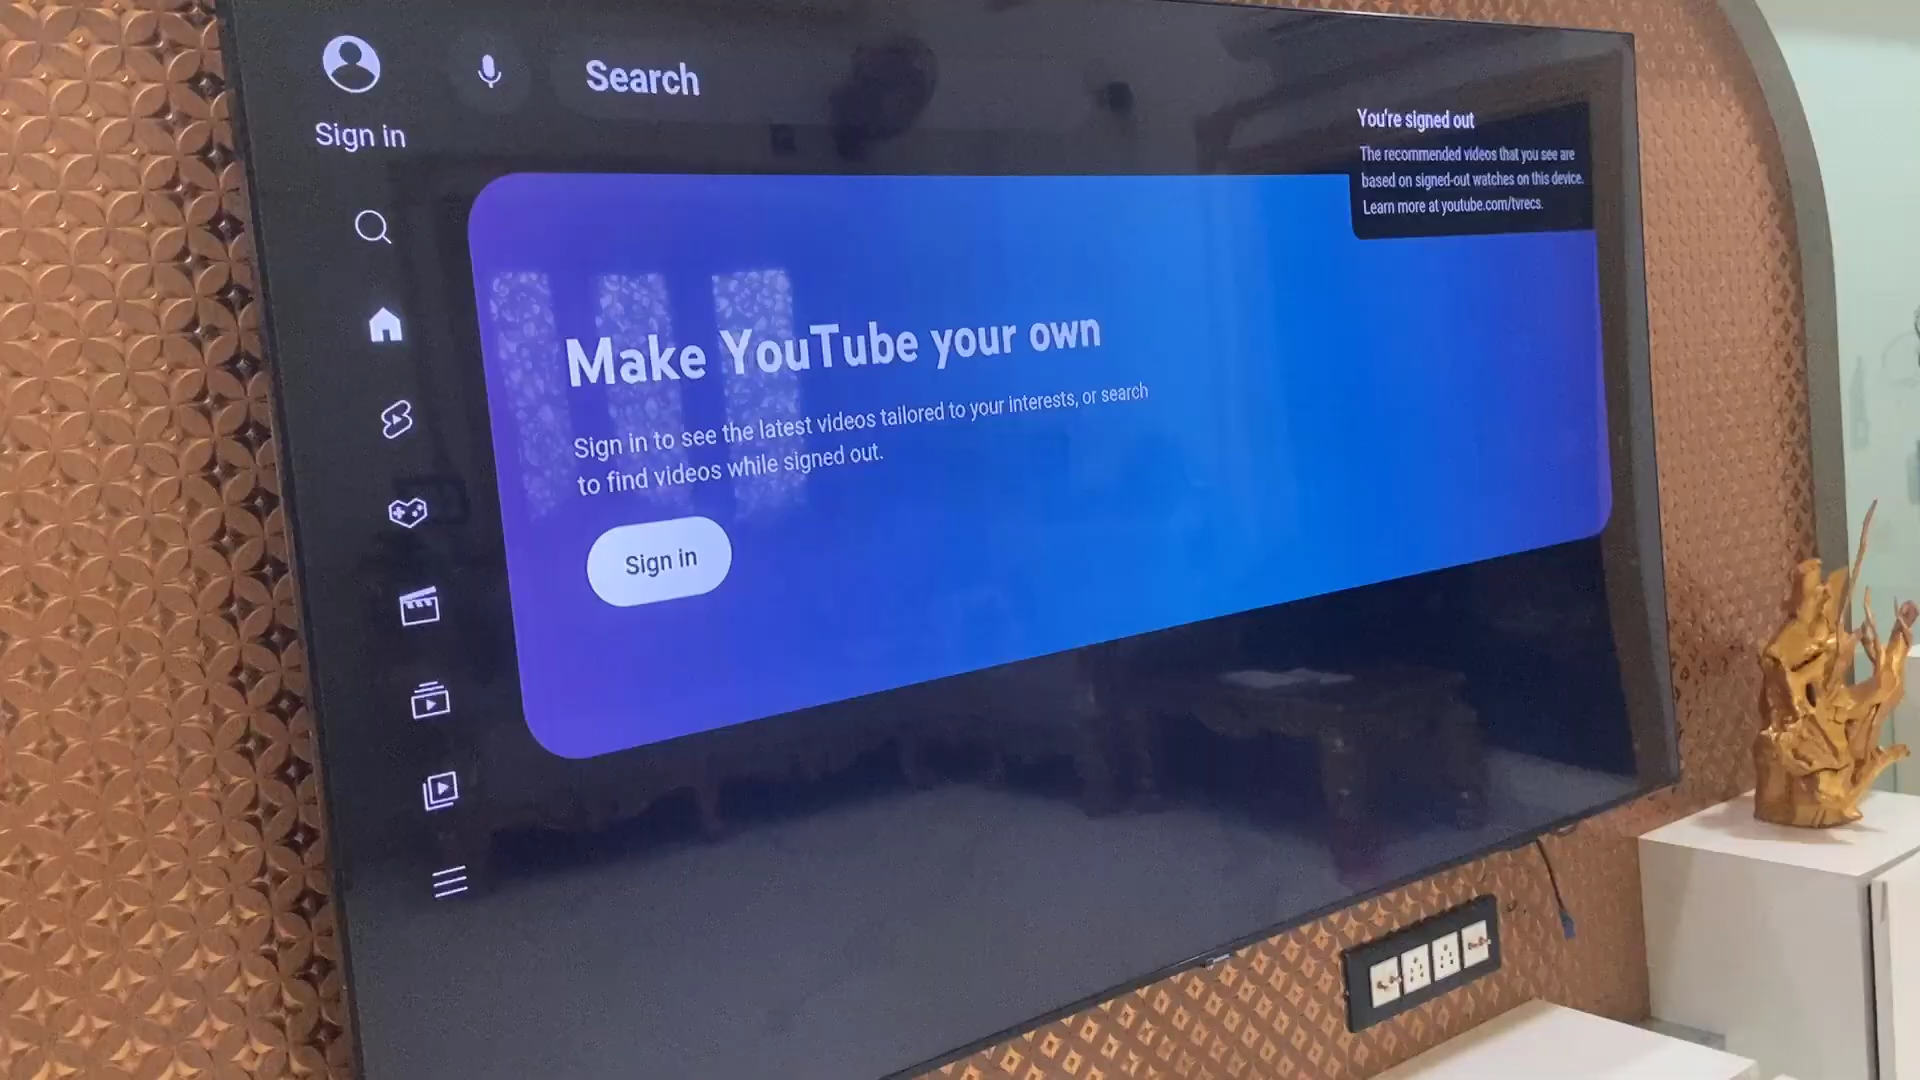 Search
Sign in
You're signed out
The recommended videos that you see are
based on signed-out watches on this device.
Learn more at youtube.com/tvrecs.
Make YouTube your own
Sign in to see the latest videos tailored to your interests, or search
to find videos while signed out.
Sign in